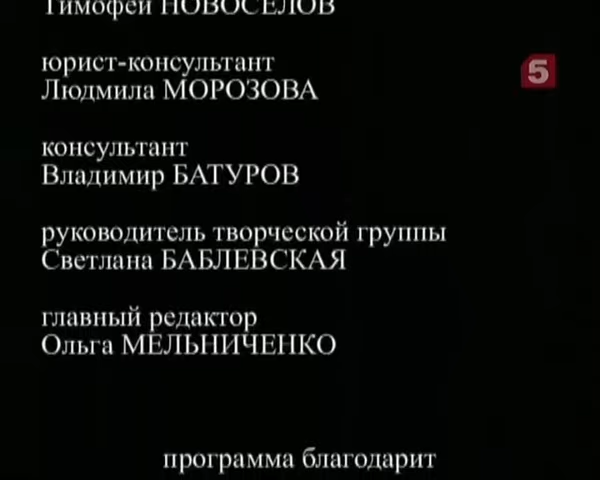 Тимофей НОВОСЕЛОВ
юрист-консультант
Людмила МОРОЗОВА
5
консультант
Владимир БАТУРОВ
руководитель творческой группы
Светлана БАБЛЕВСКАЯ
главный редактор
Ольга МЕЛЬНИЧЕНКО
программа благодарит